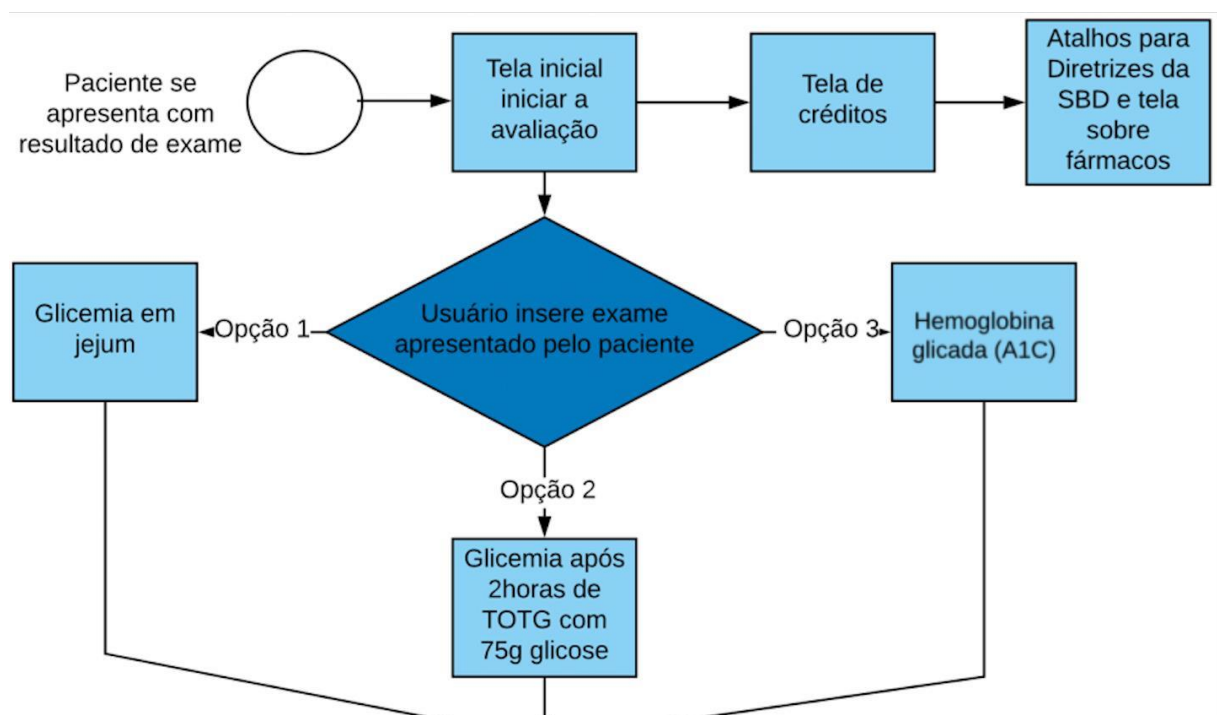 Paciente se
apresenta com
resultado de exame
Tela inicial
iniciar a
avaliação
Tela de
créditos
Atalhos para
Diretrizes da
SBD e tela
sobre
fármacos
Usuário insere exame
apresentado pelo paciente
Opção 1
Glicemia em
jejum
Opção 2
Glicemia após
2horas de
TOTG com
75g glicose
Opção 3
Hemoglobina
glicada (A1C)